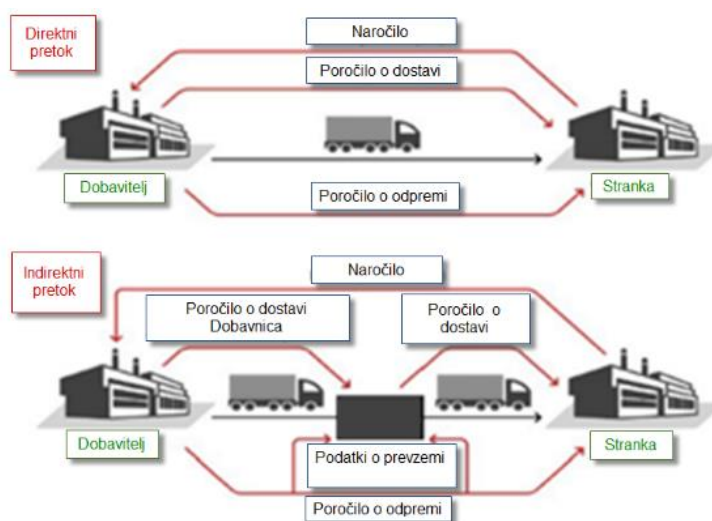 Direktni
pretok
Naročilo
Poročilo o dostavi
Dobavitelj
Stranka
Poročilo o odpremi
Indirektni
pretok
Naročilo
Poročilo o dostavi
Dobavnica
Poročilo o
dostavi
Dobavitelj
Stranka
Podatki o prevzemi
Poročilo o odpremi